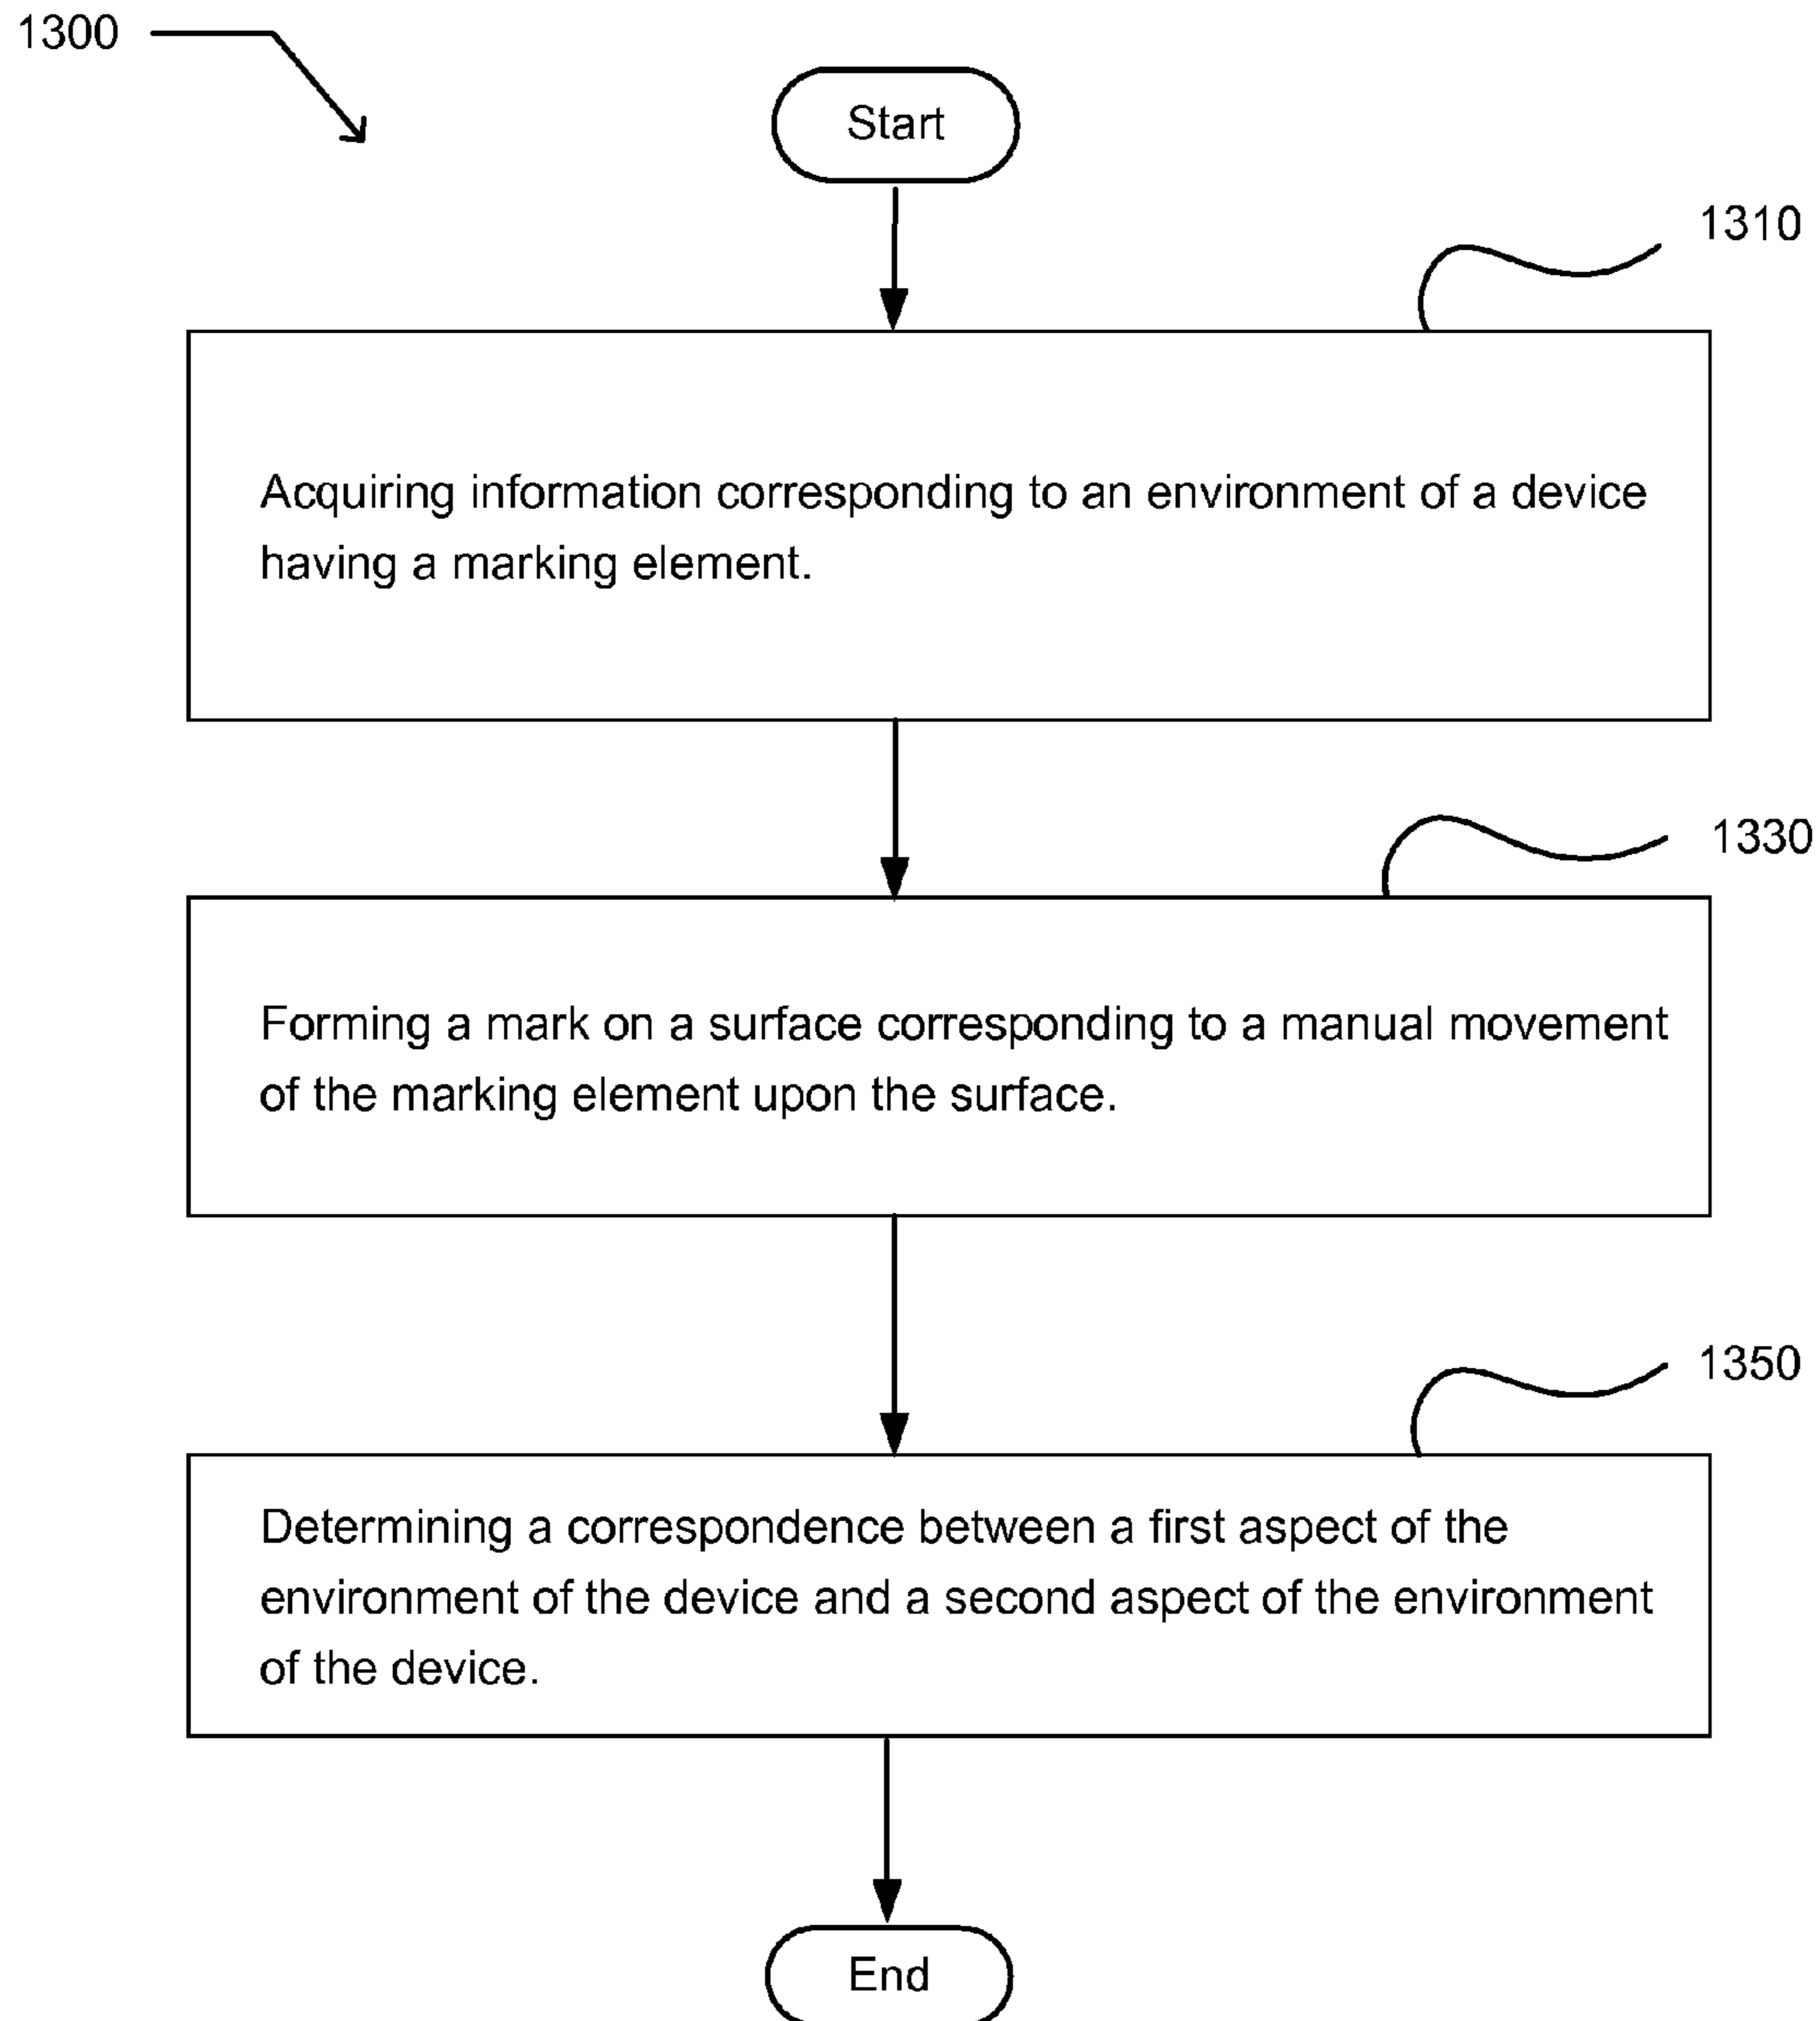 1300
Start
1310
Acquiring information corresponding to an environment of a device
having a marking element.
1330
Forming a mark on a surface corresponding to a manual movement
of the marking element upon the surface.
1350
Determining a correspondence between a first aspect of the
environment of the device and a second aspect of the environment
of the device.
End